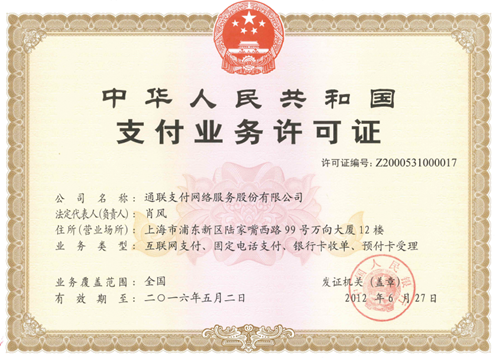 中华人民共和国
支付业务许可证
许可证编号: Z2000531000017
公司名称: 通联支付网络服务股份有限公司
法定代表人(负责人) 肖风
住所(营业场所): 上海市浦东新区陆家嘴西路99号万向大厦12楼
业务类型: 互联网支付、固定电话支付、银行卡收单、预付卡受理
业务覆盖范围: 全国 发证机关(盖章)
有效期: 二〇一六年五月二日 2012年6月27日